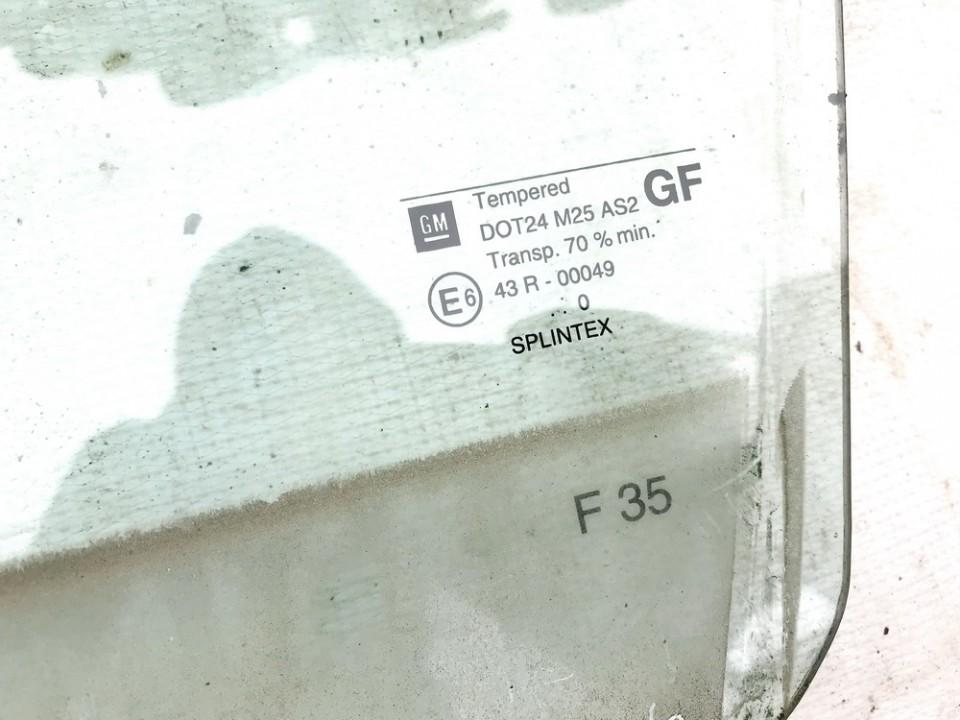 GM
Tempered GF
DOT24 M25 AS2
Transp. 70 % min.
E6 43 R - 00049
. . 0
SPLINTEX
F 35